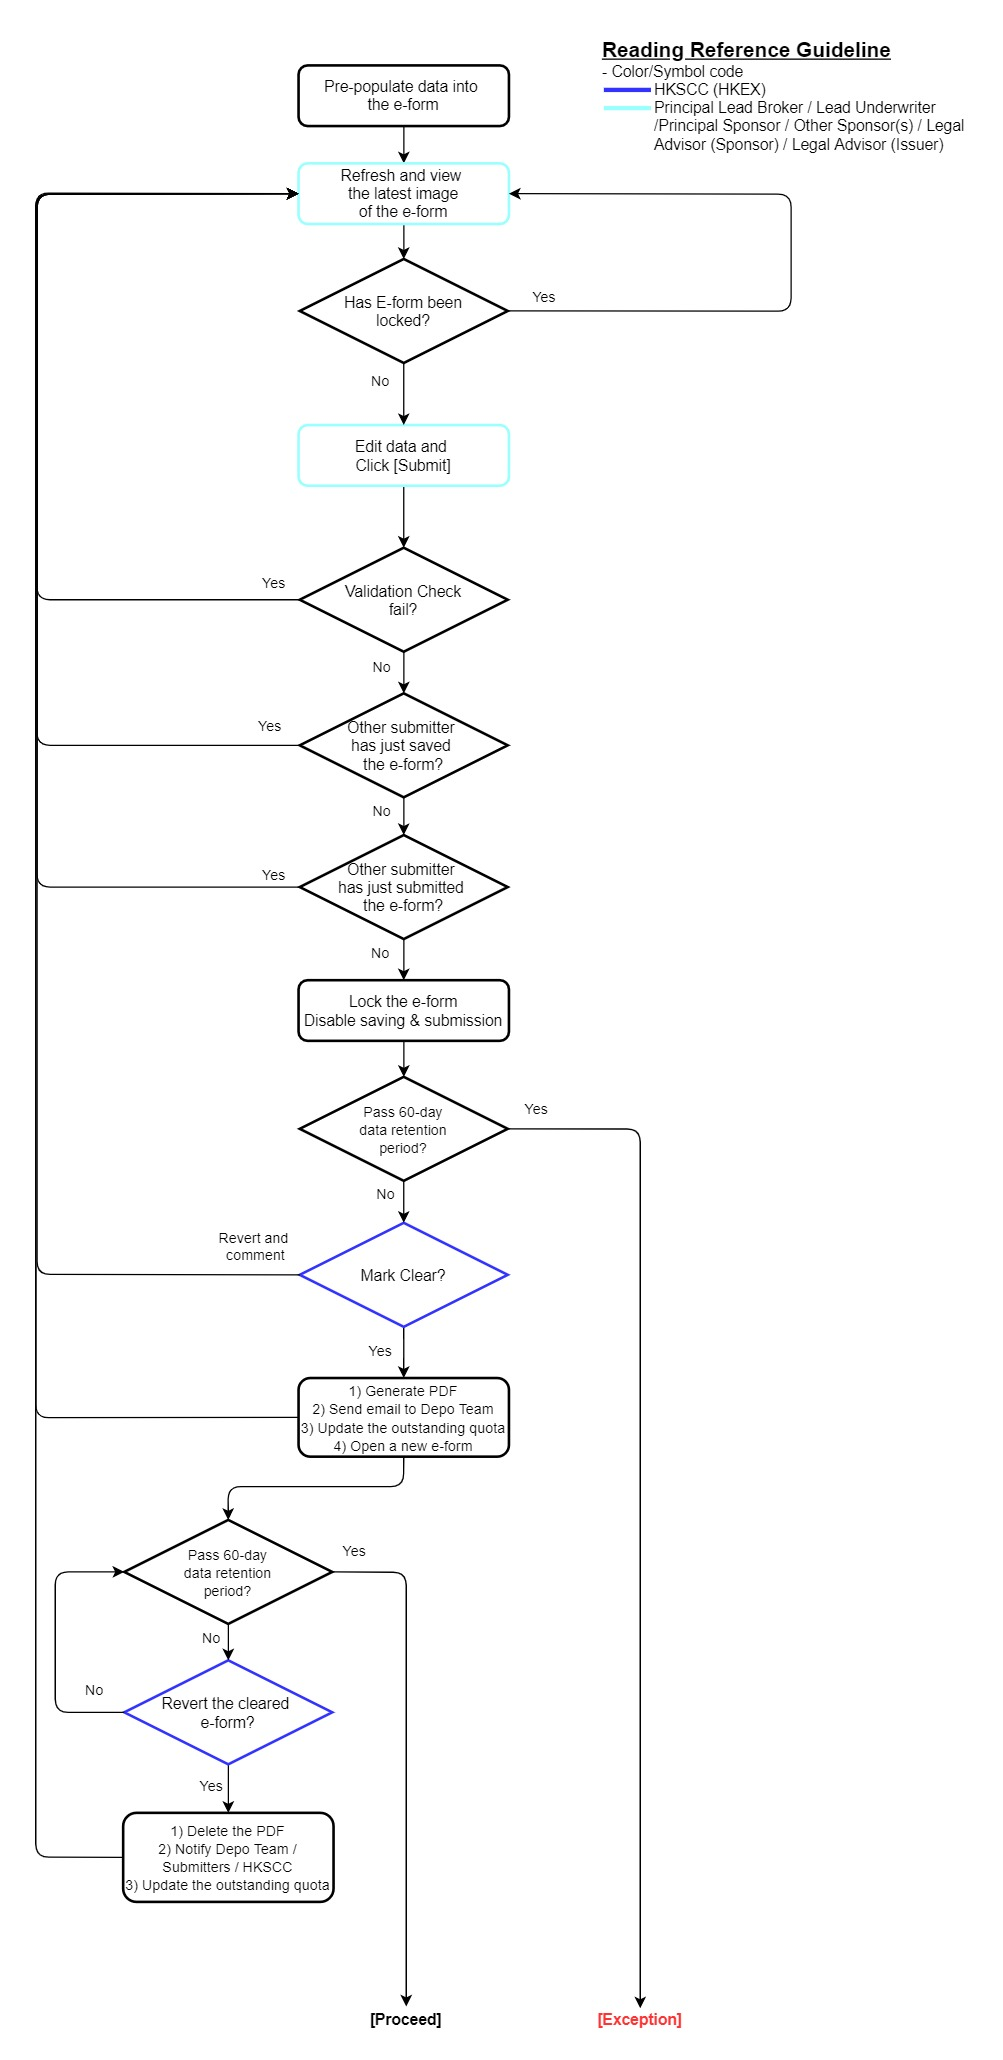 Reading Reference Guideline
- Color/Symbol code
HKSCC (HKEX)
Principal Lead Broker / Lead Underwriter
/Principal Sponsor / Other Sponsor(s) / Legal
Advisor (Sponsor) / Legal Advisor (Issuer)
Pre-populate data into
the e-form
Refresh and view
the latest image
of the e-form
Has E-form been
locked?
Yes
No
Edit data and
Click [Submit]
Validation Check
fail?
Yes
No
Other submitter
has just saved
the e-form?
Yes
No
Other submitter
has just submitted
the e-form?
Yes
No
Lock the e-form
Disable saving & submission
Pass 60-day
data retention
period?
Yes
No
Revert and
comment
Mark Clear?
Yes
1) Generate PDF
2) Send email to Depo Team
3) Update the outstanding quota
4) Open a new e-form
Pass 60-day
data retention
period?
Yes
No
No
Revert the cleared
e-form?
Yes
1) Delete the PDF
2) Notify Depo Team /
Submitters / HKSCC
3) Update the outstanding quota
[Proceed]
[Exception]